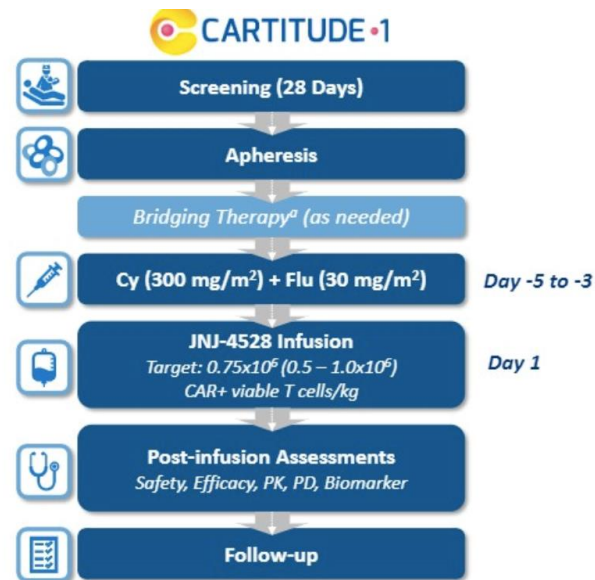 CARTITUDE•1
Screening (28 Days)
Apheresis
Bridging Therapyᵃ (as needed)
Cy (300 mg/m²) + Flu (30 mg/m²)
Day -5 to -3
JNJ-4528 Infusion
Target: 0.75x10⁶ (0.5 – 1.0x10⁶)
CAR+ viable T cells/kg
Day 1
Post-infusion Assessments
Safety, Efficacy, PK, PD, Biomarker
Follow-up